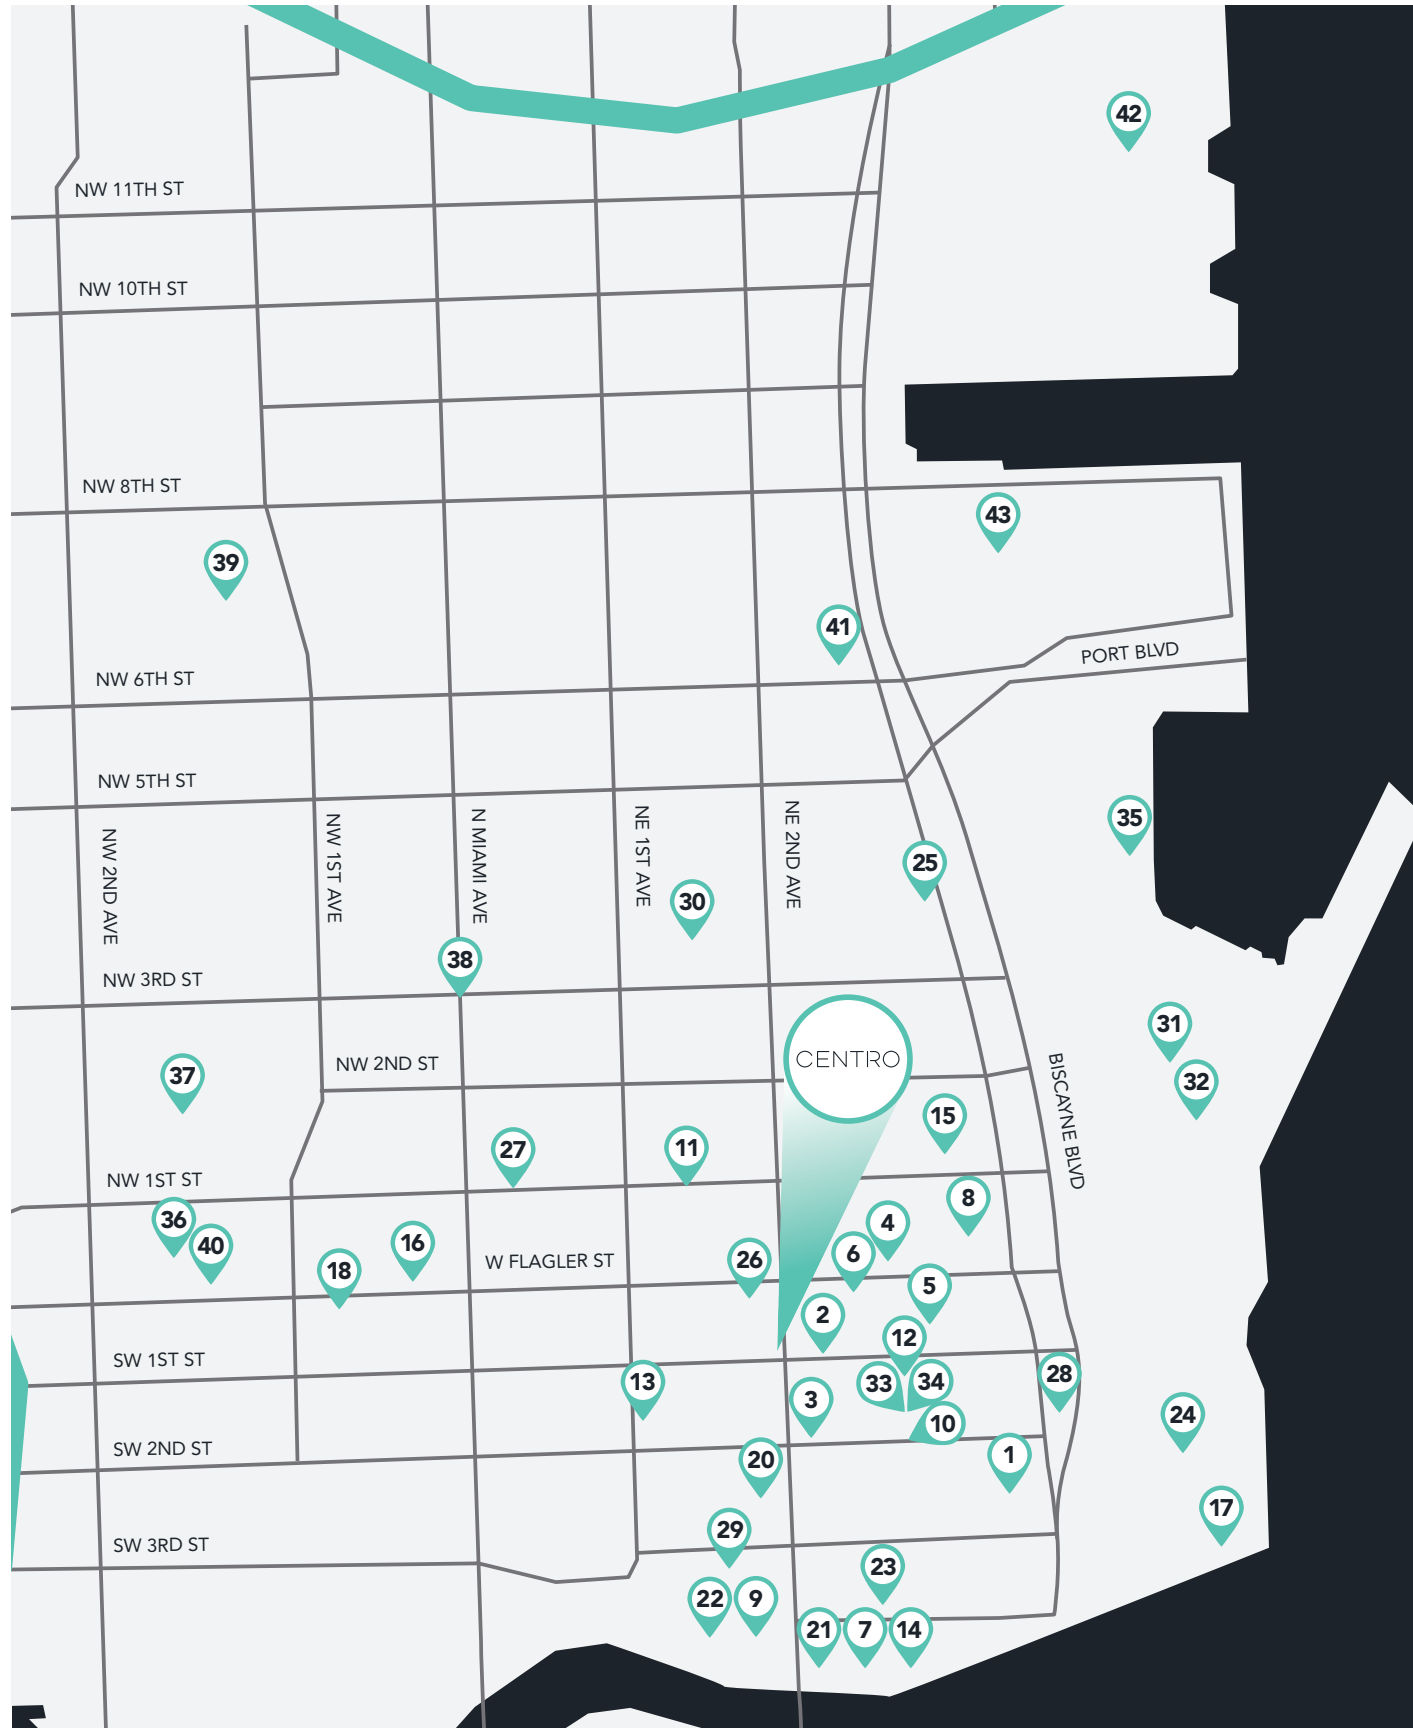 42
NW 11TH ST
NW 10TH ST
NW 8TH ST
43
39
41
PORT BLVD
NW 6TH ST
NW 5TH ST
NW 2ND AVE
NW 1ST AVE
N MIAMI AVE
NE 1ST AVE
NE 2ND AVE
35
25
30
38
NW 3RD ST
31
CENTRO
NW 2ND ST
37
32
BISCAYNE BLVD
15
27
11
NW 1ST ST
8
36
4
40
16
6
W FLAGLER ST
26
18
5
2
12
SW 1ST ST
28
13
33
34
3
24
10
SW 2ND ST
1
20
17
29
SW 3RD ST
23
22
9
21
7
14